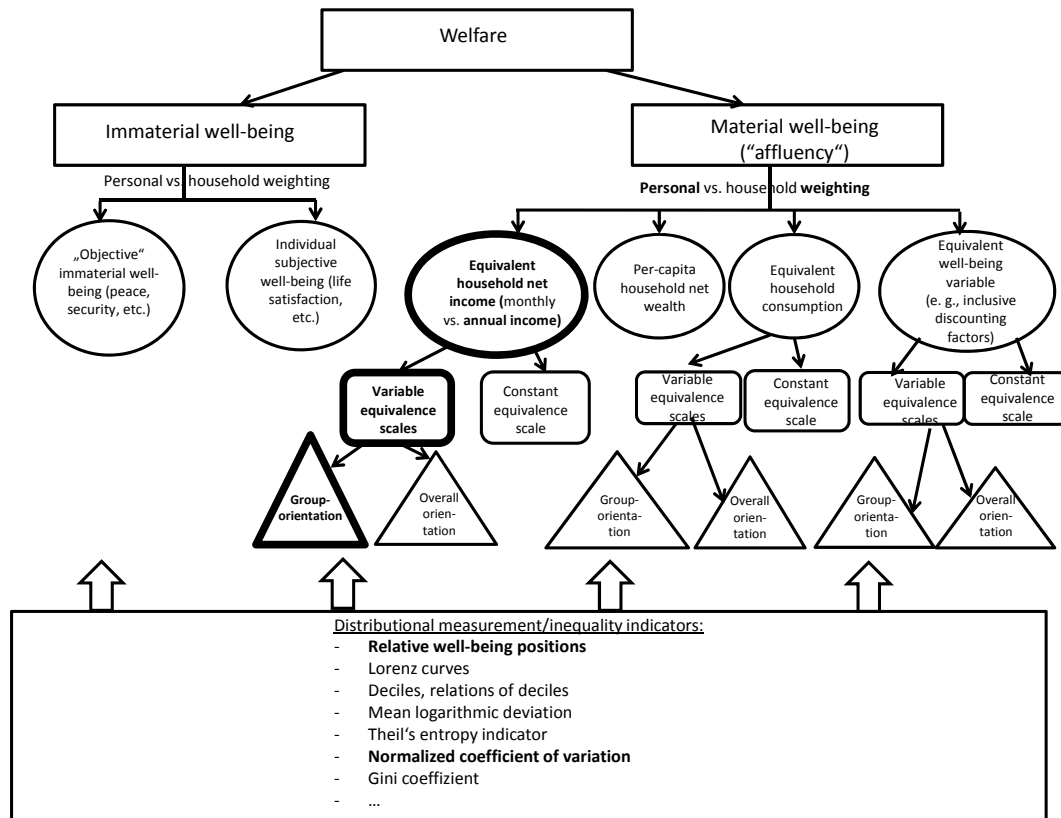 Welfare
Immaterial well-being
Material well-being
(“affluency“)
Personal vs. household weighting
Personal vs. household weighting
„Objective“
immaterial well-
being (peace,
security, etc.)
Individual
subjective
well-being (life
satisfaction,
etc.)
Equivalent
household net
income (monthly
vs. annual income)
Per-capita
household net
wealth
Equivalent
household
consumption
Equivalent
well-being
variable
(e. g., inclusive
discounting
factors)
Variable
equivalence
scales
Constant
equivalence
scale
Variable
equivalence
scales
Constant
equivalence
scale
Variable
equivalence
scales
Constant
equivalence
scale
Group-
orientation
Overall
orien-
tation
Group-
orienta-
tion
Overall
orien-
tation
Group-
orienta-
tion
Overall
orien-
tation
Distributional measurement/inequality indicators:
- Relative well-being positions
- Lorenz curves
- Deciles, relations of deciles
- Mean logarithmic deviation
- Theil‘s entropy indicator
- Normalized coefficient of variation
- Gini coeffizient
- …